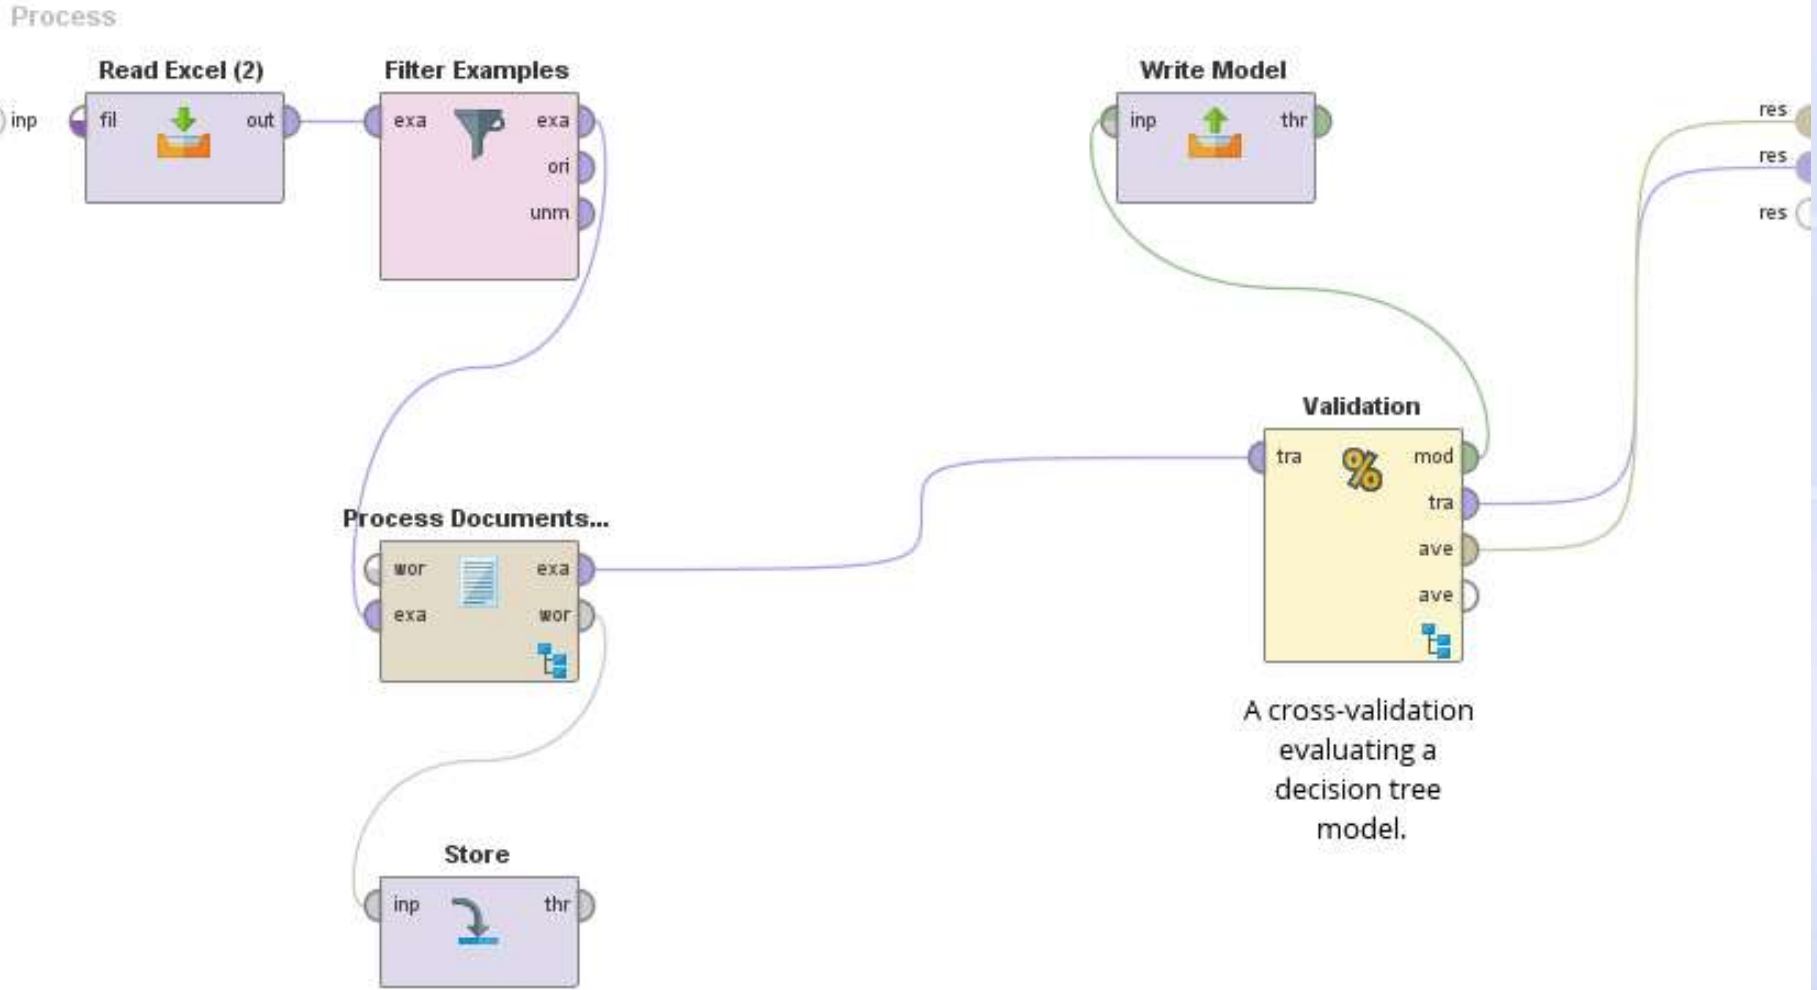 Process
Read Excel (2)
Filter Examples
Write Model
inp
fil
out
exa
exa
ori
unm
inp
thr
res
res
res
Validation
tra
mod
tra
ave
ave
Process Documents...
wor
exa
exa
wor
A cross-validation
evaluating a
decision tree
model.
Store
inp
thr